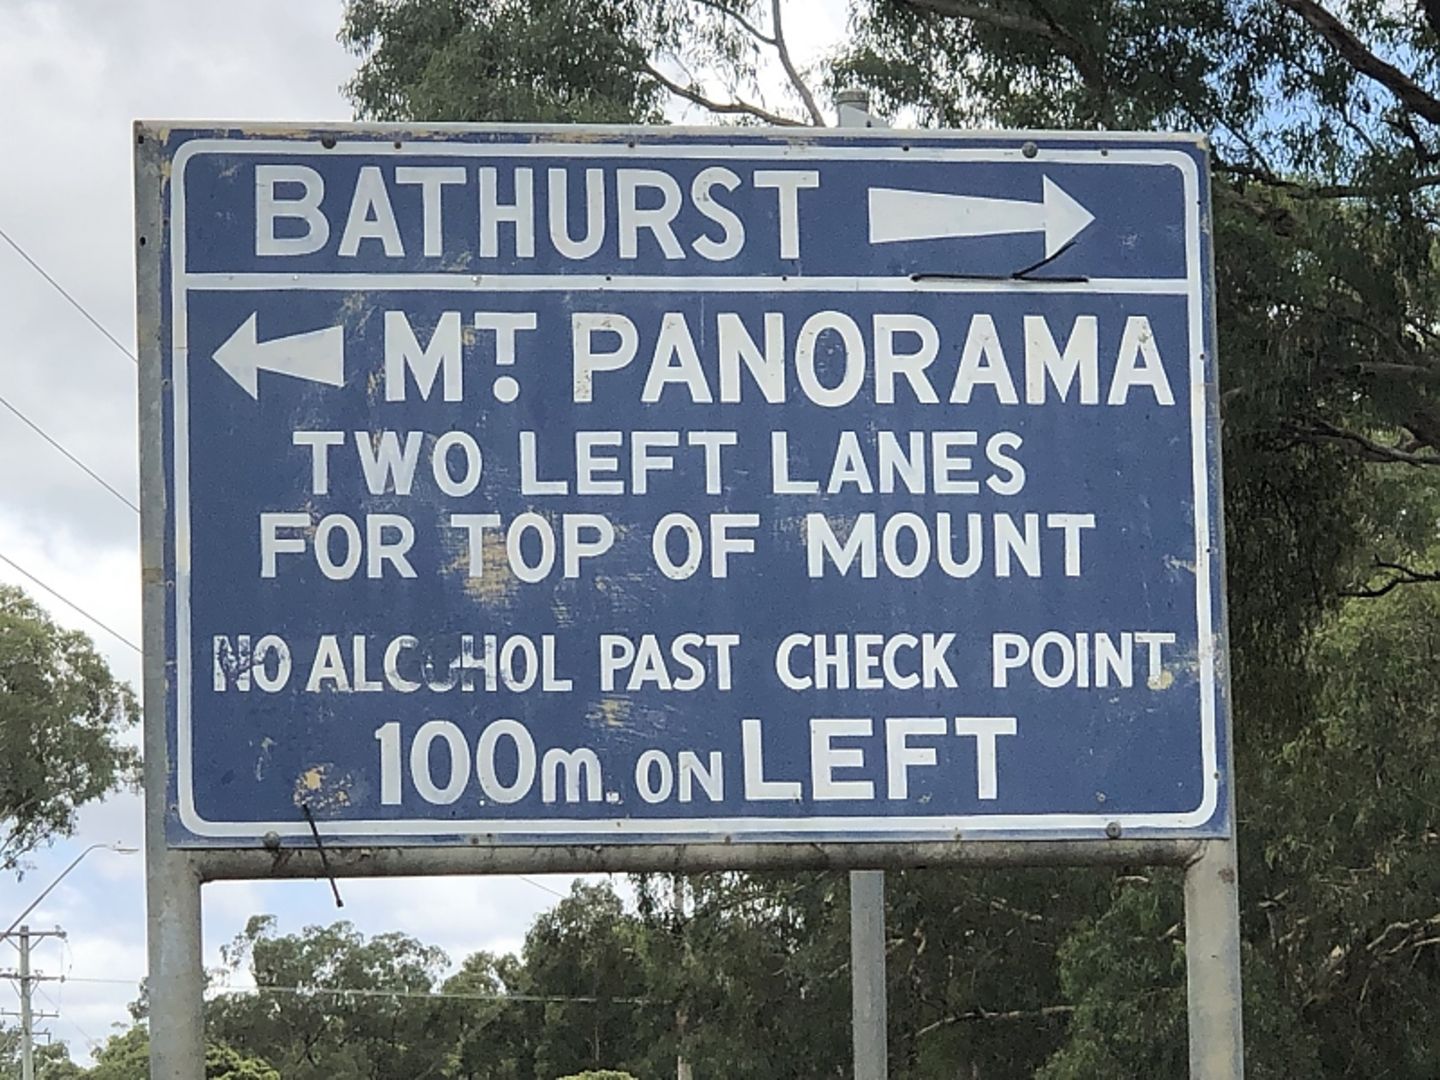 BATHURST
MT. PANORAMA
TWO LEFT LANES
FOR TOP OF MOUNT
NO ALCOHOL PAST CHECK POINT
100m. ON LEFT